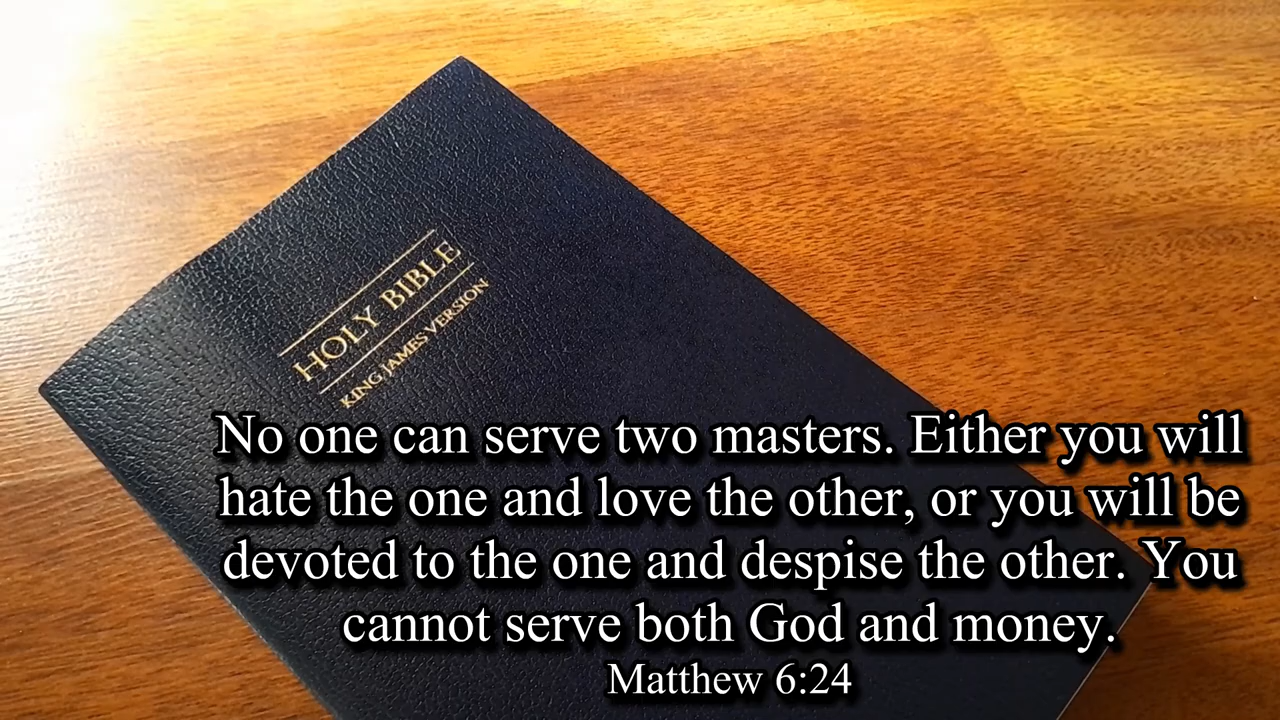 HOLY BIBLE
KING JAMES VERSION
No one can serve two masters. Either you will
hate the one and love the other, or you will be
devoted to the one and despise the other. You
cannot serve both God and money.
Matthew 6:24